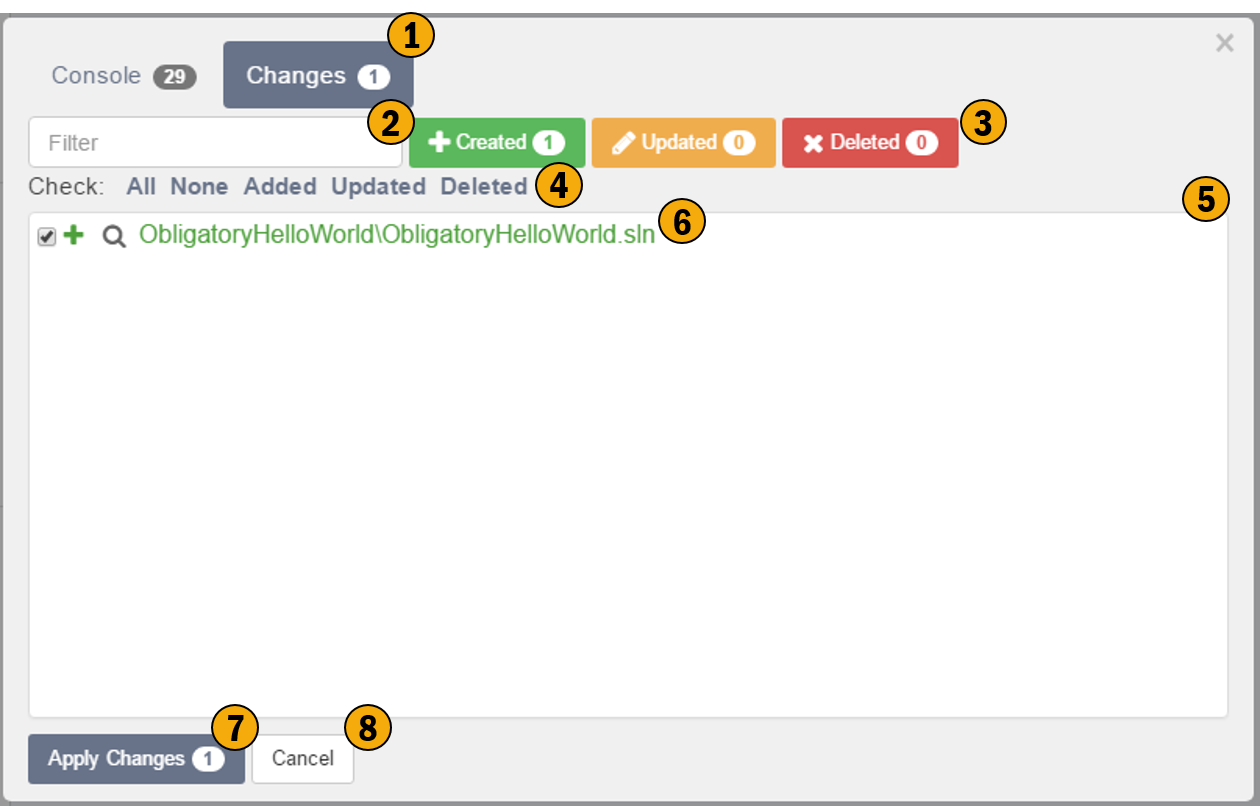 1
Console 29 Changes 1
Filter 2 Created 1 Updated 0 Deleted 0 3
Check: All None Added Updated Deleted 4
5
ObligatoryHelloWorld\ObligatoryHelloWorld.sln 6
7 8
Apply Changes 1 Cancel